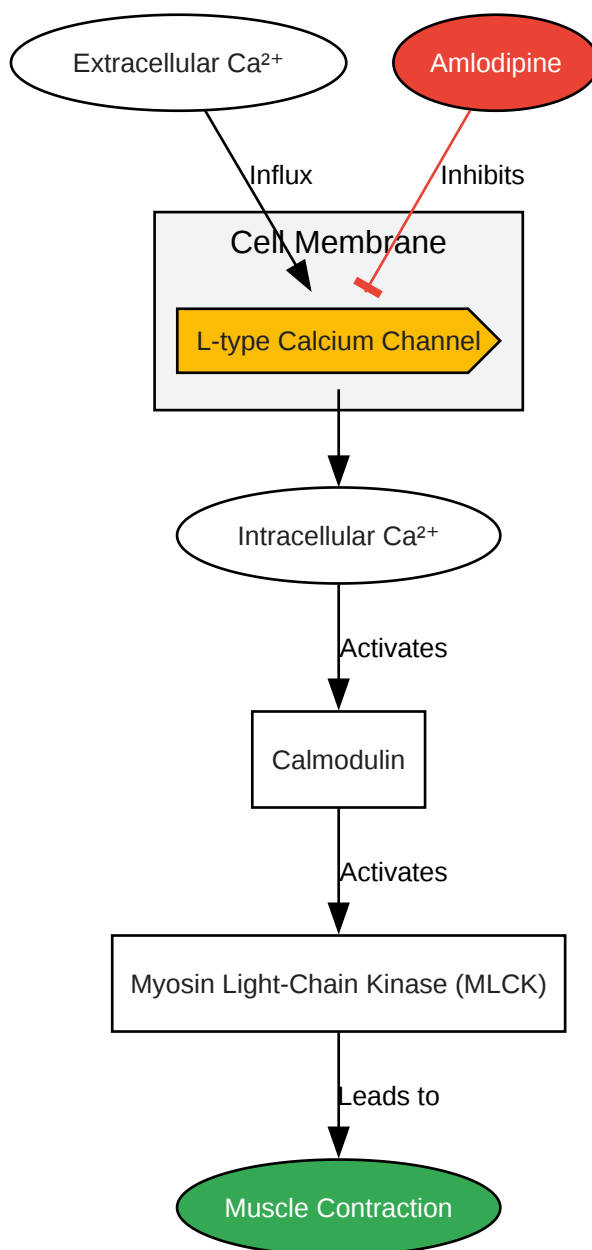 Extracellular Ca²⁺
Amlodipine
Influx
Inhibits
Cell Membrane
L-type Calcium Channel
Intracellular Ca²⁺
Activates
Calmodulin
Activates
Myosin Light-Chain Kinase (MLCK)
Leads to
Muscle Contraction